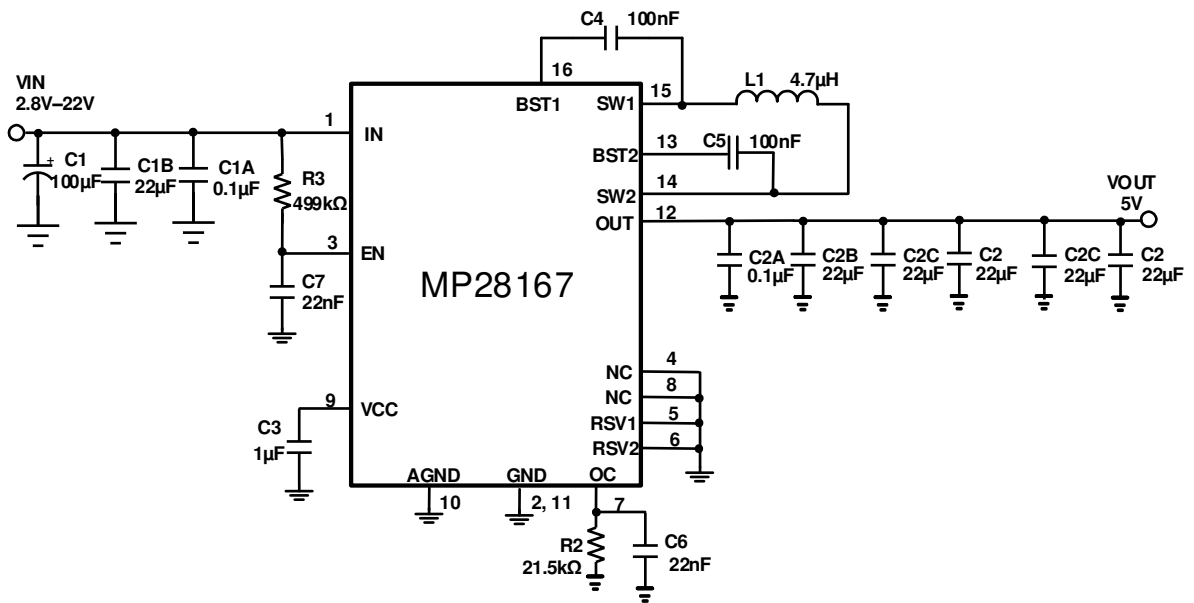 C4
100nF
16
VIN
2.8V–22V
BST1
SW1
15
L1
4.7µH
1
IN
C1
+
100µF
C1B
22µF
C1A
0.1µF
R3
499kΩ
BST2
13
C5
100nF
SW2
14
OUT
12
VOUT
5V
3
EN
C7
22nF
MP28167
C2A
0.1µF
C2B
22µF
C2C
22µF
C2
22µF
C2C
22µF
C2
22µF
NC
4
NC
8
RSV1
5
RSV2
6
9
VCC
C3
1µF
AGND
10
GND
2, 11
OC
7
R2
21.5kΩ
C6
22nF